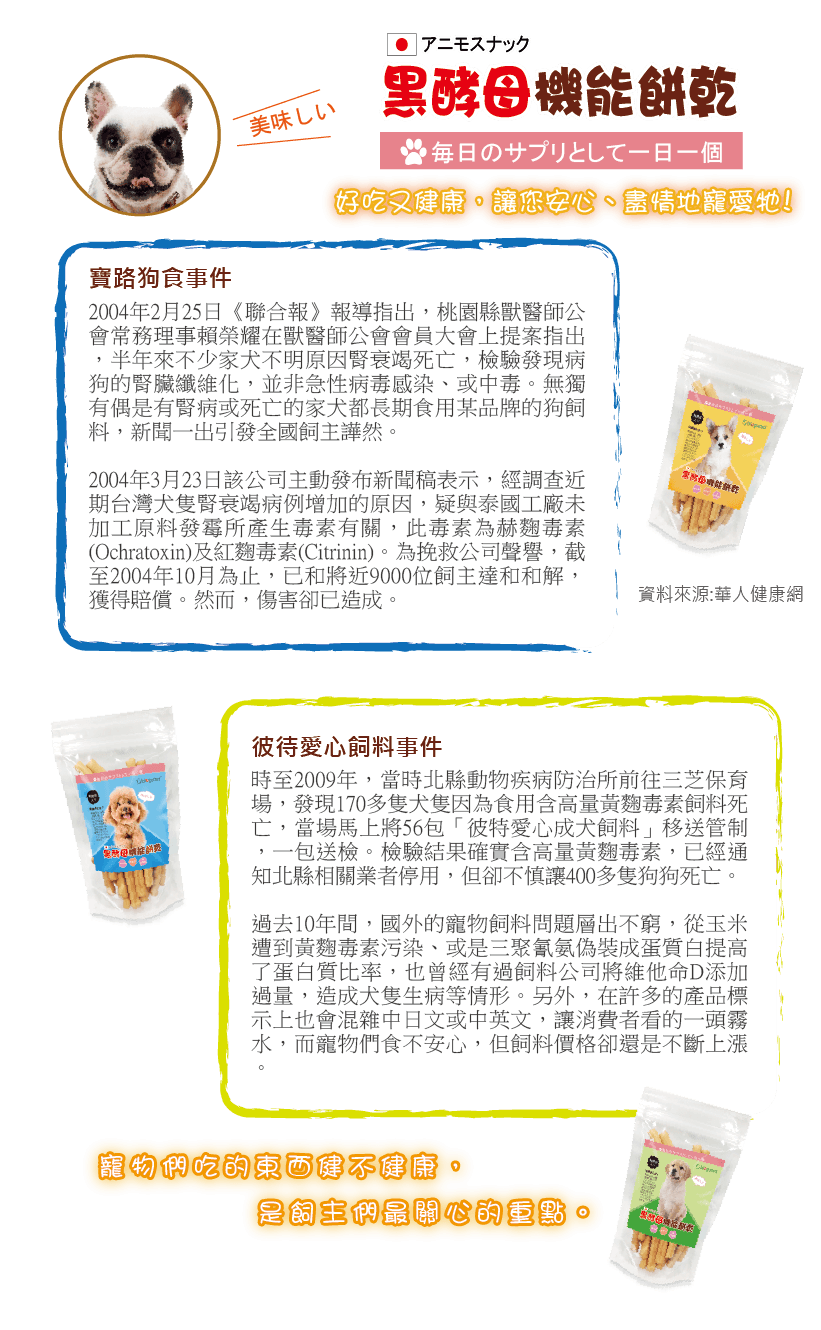 アニモスナック
黒酵母機能餅乾
美味しい
毎日のサプリとして一日一個
好吃又健康，讓您安心、盡情地寵愛牠!
寶路狗食事件
2004年2月25日《聯合報》報導指出，桃園縣獸醫師公
會常務理事賴榮耀在獸醫師公會會員大會上提案指出
，半年來不少家犬不明原因腎衰竭死亡，檢驗發現病
狗的腎臟纖維化，並非急性病毒感染、或中毒。無獨
有偶是有腎病或死亡的家犬都長期食用某品牌的狗飼
料，新聞一出引發全國飼主譁然。
2004年3月23日該公司主動發布新聞稿表示，經調查近
期台灣犬隻腎衰竭病例增加的原因，疑與泰國工廠未
加工原料發霉所產生毒素有關，此毒素為赫麴毒素
(Ochratoxin)及紅麴毒素(Citrinin)。為挽救公司聲譽，截
至2004年10月為止，已和將近9000位飼主達和和解，
獲得賠償。然而，傷害卻已造成。
黑酵母機能餅乾
資料來源:華人健康網
彼待愛心飼料事件
時至2009年，當時北縣動物疾病防治所前往三芝保育
場，發現170多隻犬隻因為食用含高量黃麴毒素飼料死
亡，當場馬上將56包「彼特愛心成犬飼料」移送管制
，一包送檢。檢驗結果確實含高量黃麴毒素，已經通
知北縣相關業者停用，但卻不慎讓400多隻狗狗死亡。
過去10年間，國外的寵物飼料問題層出不窮，從玉米
遭到黃麴毒素污染、或是三聚氰氨偽裝成蛋質白提高
了蛋白質比率，也曾經有過飼料公司將維他命D添加
過量，造成犬隻生病等情形。另外，在許多的產品標
示上也會混雜中日文或中英文，讓消費者看的一頭霧
水，而寵物們食不安心，但飼料價格卻還是不斷上漲
。
黑酵母機能餅乾
寵物們吃的東西健不健康，
是飼主們最關心的重點。
黑酵母機能餅乾